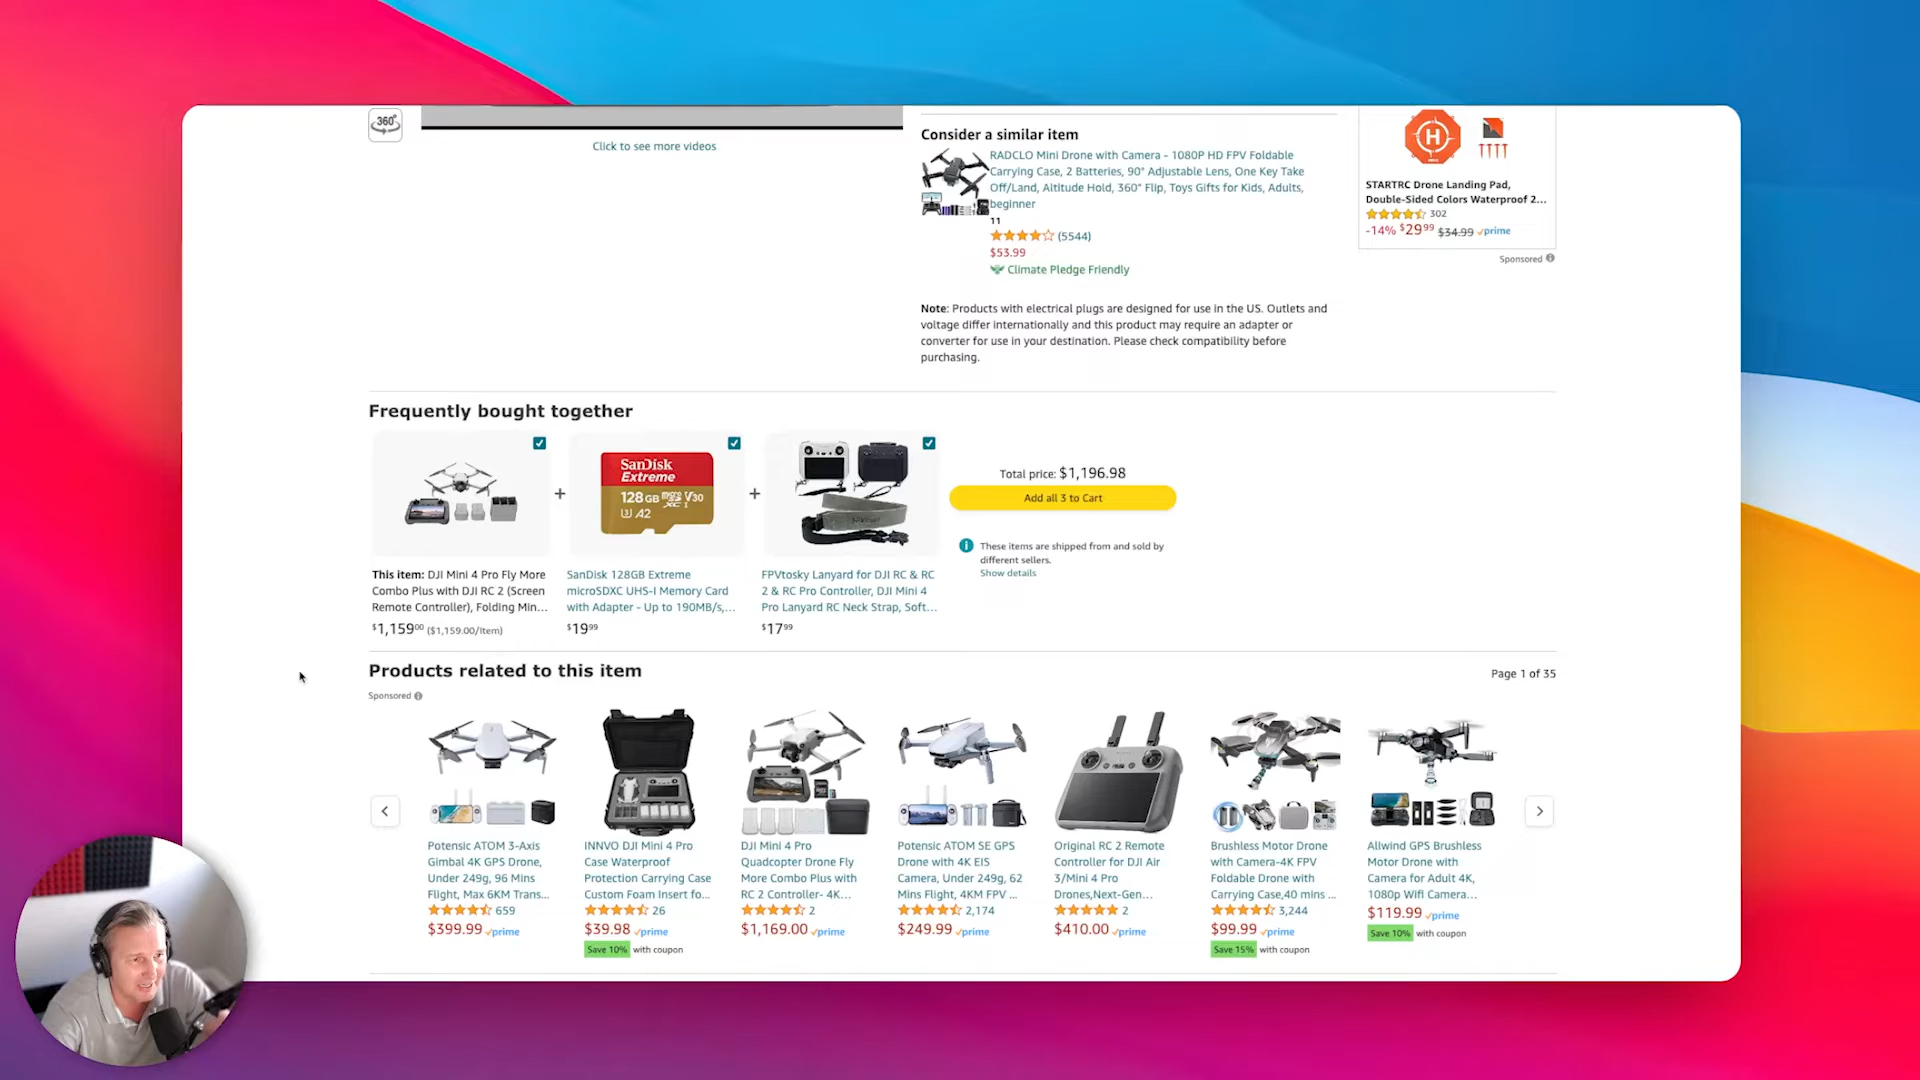 360°
Click to see more videos
Consider a similar item
RADCLO Mini Drone with Camera - 1080P HD FPV Foldable
Carrying Case, 2 Batteries, 90° Adjustable Lens, One Key Take
Off/Land, Altitude Hold, 360° Flip, Toys Gifts for Kids, Adults,
beginner
11
(5544)
$53.99
Climate Pledge Friendly
Note: Products with electrical plugs are designed for use in the US. Outlets and
voltage differ internationally and this product may require an adapter or
converter for use in your destination. Please check compatibility before
purchasing.
H
STARTRC Drone Landing Pad,
Double-Sided Colors Waterproof 2...
302
-14% $29⁹⁹ $34.99 prime
Sponsored
Frequently bought together
SanDisk
Extreme
128GB micro SD XC I V30
U3 A2
+
+
Total price: $1,196.98
Add all 3 to Cart
These items are shipped from and sold by
different sellers.
Show details
This item: DJI Mini 4 Pro Fly More
Combo Plus with DJI RC 2 (Screen
Remote Controller), Folding Min...
$1,159⁰⁰ ($1,159.00/Item)
SanDisk 128GB Extreme
microSDXC UHS-I Memory Card
with Adapter - Up to 190MB/s,...
$19⁹⁹
FPVtosky Lanyard for DJI RC & RC
2 & RC Pro Controller, DJI Mini 4
Pro Lanyard RC Neck Strap, Soft...
$17⁹⁹
Products related to this item
Page 1 of 35
Sponsored
Potensic ATOM 3-Axis
Gimbal 4K GPS Drone,
Under 249g, 96 Mins
Flight, Max 6KM Trans...
659
$399.99 prime
INNVO DJI Mini 4 Pro
Case Waterproof
Protection Carrying Case
Custom Foam Insert fo...
26
$39.98 prime
Save 10% with coupon
DJI Mini 4 Pro
Quadcopter Drone Fly
More Combo Plus with
RC 2 Controller- 4K...
2
$1,169.00 prime
Potensic ATOM SE GPS
Drone with 4K EIS
Camera, Under 249g, 62
Mins Flight, 4KM FPV ...
2,174
$249.99 prime
Original RC 2 Remote
Controller for DJI Air
3/Mini 4 Pro
Drones,Next-Gen...
2
$410.00 prime
Brushless Motor Drone
with Camera-4K FPV
Foldable Drone with
Carrying Case,40 mins ...
3,244
$99.99 prime
Save 15% with coupon
Allwind GPS Brushless
Motor Drone with
Camera for Adult 4K,
1080p Wifi Camera...
$119.99 prime
Save 10% with coupon